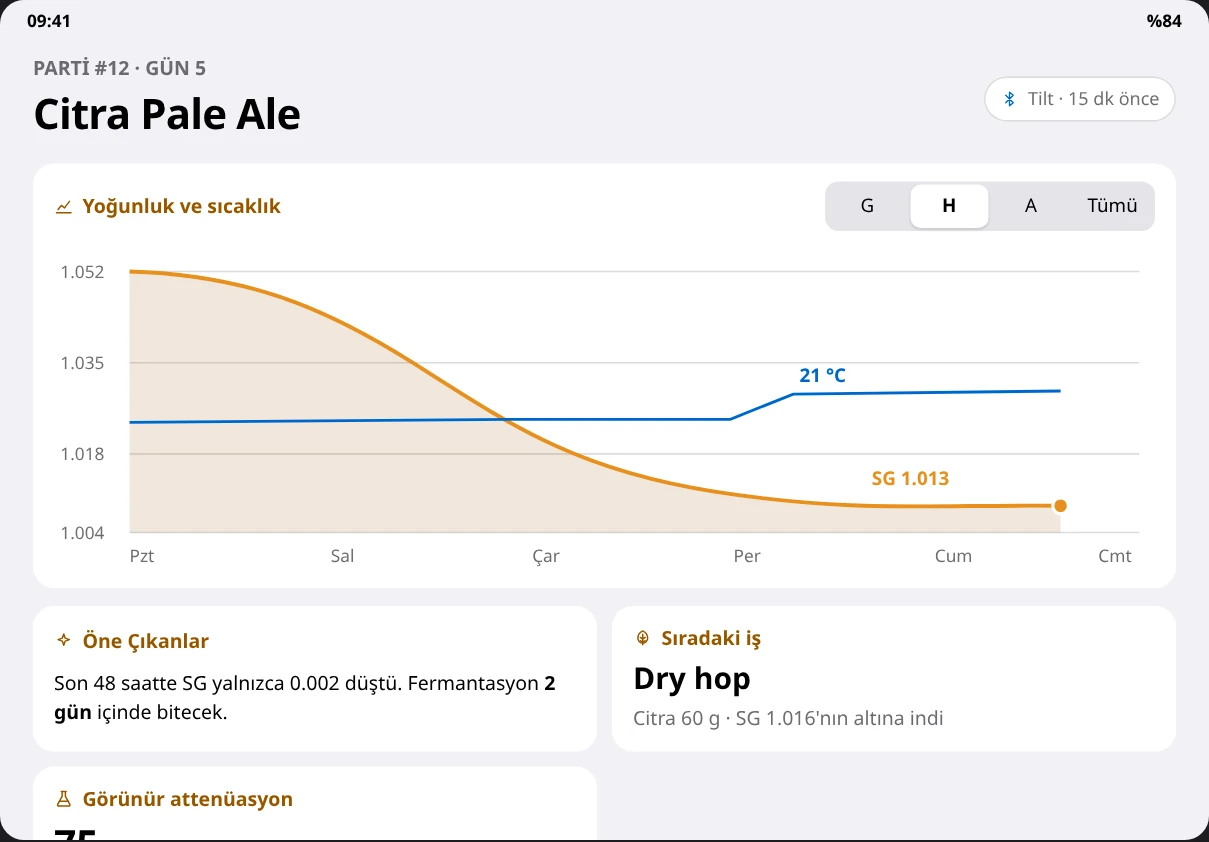 09:41
%84
PARTİ #12 · GÜN 5
Citra Pale Ale
Tilt · 15 dk önce
Yoğunluk ve sıcaklık
G H A Tümü
1.052
1.035
1.018
1.004
21 °C
SG 1.013
Pzt Sal Çar Per Cum Cmt
Öne Çıkanlar
Son 48 saatte SG yalnızca 0.002 düştü. Fermantasyon 2
gün içinde bitecek.
Sıradaki iş
Dry hop
Citra 60 g · SG 1.016'nın altına indi
Görünür attenüasyon